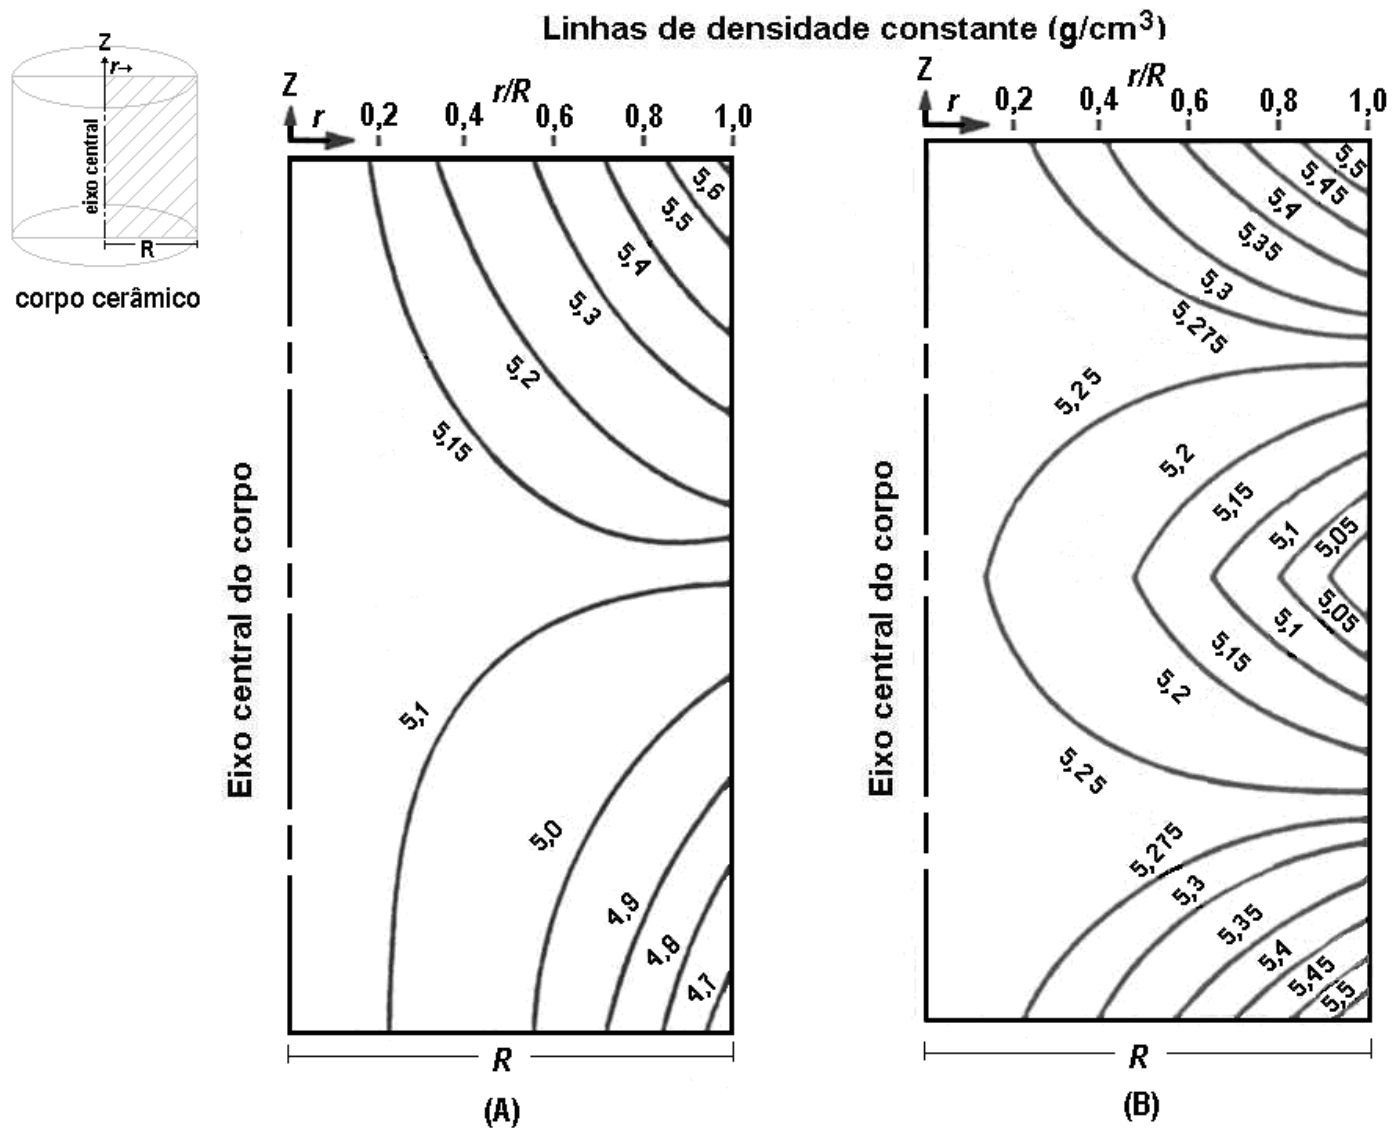 Linhas de densidade constante (g/cm³)
Z
r
eixo central
R
corpo cerâmico
Z
r
r/R
0,2 0,4 0,6 0,8 1,0
5,6
5,5
5,4
5,3
5,2
5,15
5,1
5,0
4,9
4,8
4,7
Eixo central do corpo
R
(A)
Z
r
r/R
0,2 0,4 0,6 0,8 1,0
5,5
5,45
5,4
5,35
5,3
5,275
5,25
5,2
5,15
5,1
5,05
5,05
5,1
5,15
5,2
5,25
5,275
5,3
5,35
5,4
5,45
5,5
Eixo central do corpo
R
(B)